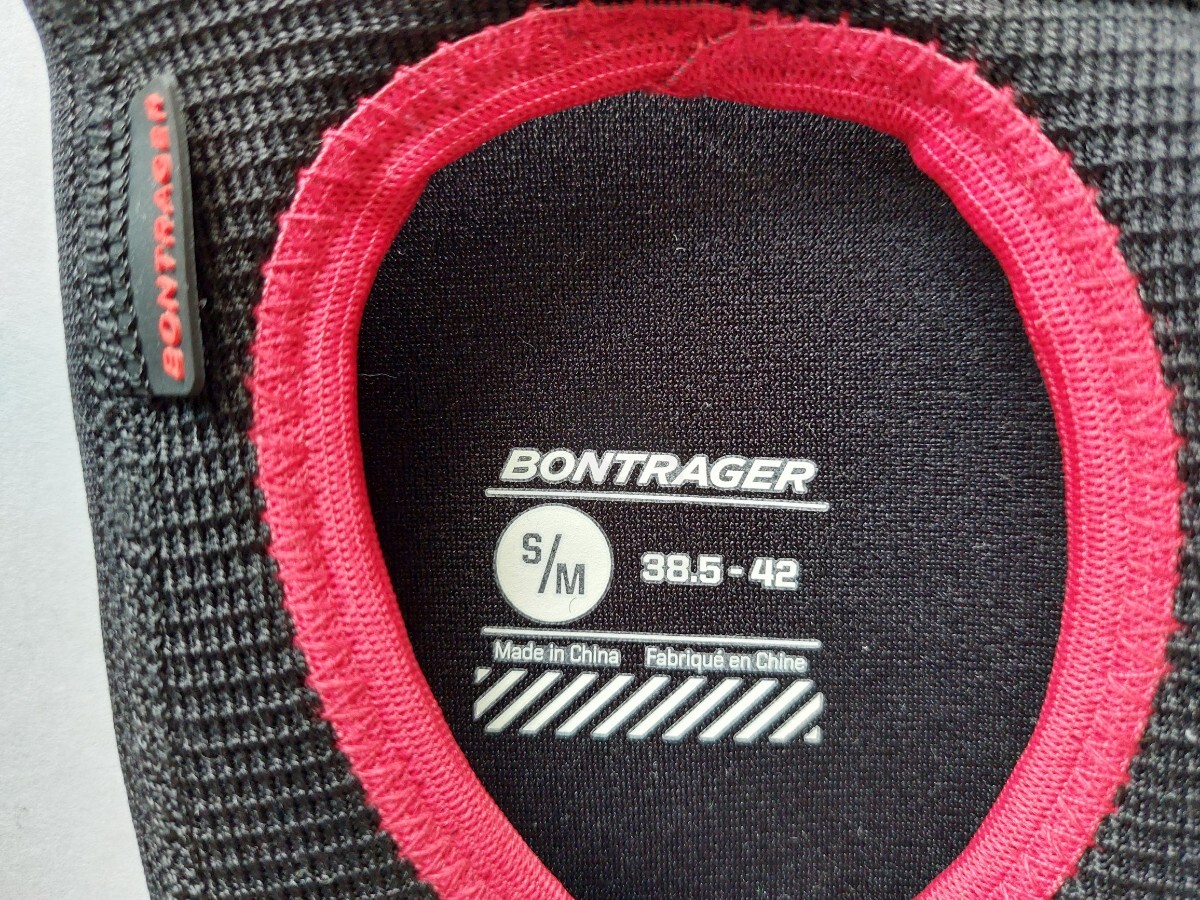 BONTRAGER
BONTRAGER
S/M 38.5 - 42
Made in China Fabriqué en Chine